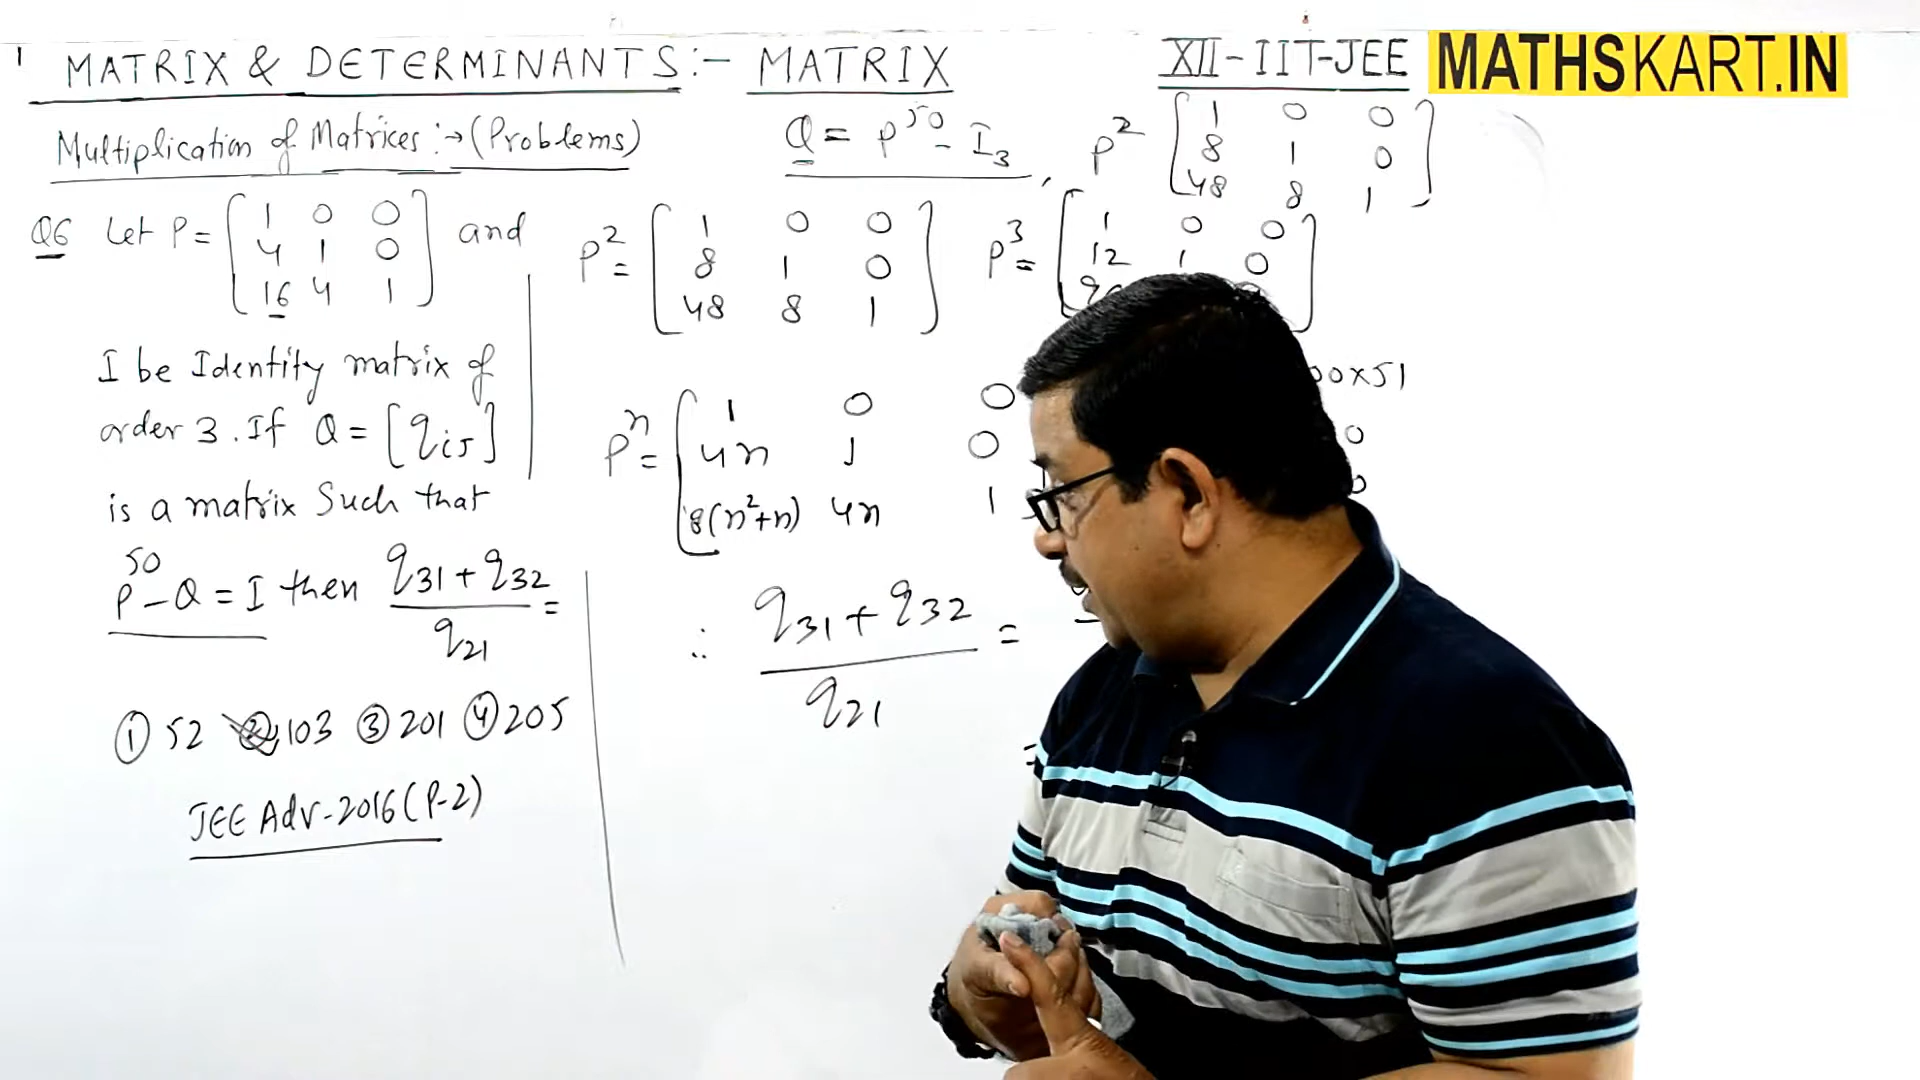 MATRIX & DETERMINANTS :- MATRIX
XII-IIT-JEE
MATHSKART.IN
Multiplication of Matrices :→ (Problems)
Q6 Let P = [1 0 0
4 1 0
16 4 1] and
I be Identity matrix of
order 3. If Q = [qij]
is a matrix Such that
P^50 - Q = I then (q31 + q32)/q21 =
① 52 ② 103 ③ 201 ④ 205
JEE Adv-2016 (P-2)
Q = P^50 - I3
P^2 [1 0 0
8 1 0
48 8 1]
P^2 = [1 0 0
8 1 0
48 8 1]
P^3 = [1 0 0
12 1 0
P^n = [1 0 0
4n 1 0
8(n²+n) 4n 1]
00×51
0
∴ (q31 + q32)/q21 =
=